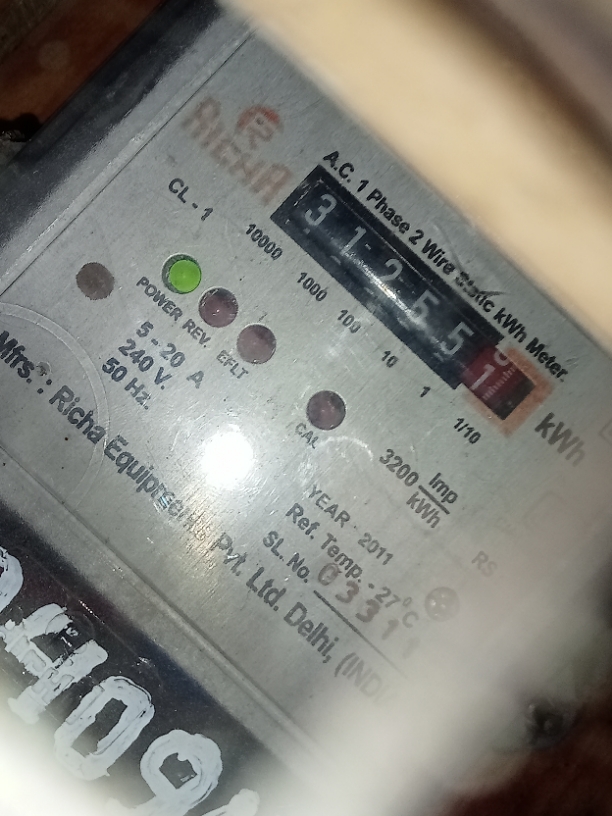 RICHA
A.C. 1 Phase 2 Wire Static kWh Meter.
CL - 1
3 1 2 5 5 1
10000 1000 100 10 1 1/10
kWh
POWER REV. EFLT
5 - 20 A
240 V.
50 Hz.
CAL
3200 Imp
kWh
YEAR - 2011
Ref. Temp. - 27°C
SL. No.
RS
Mfrs. : Richa Equipments Pvt. Ltd. Delhi,